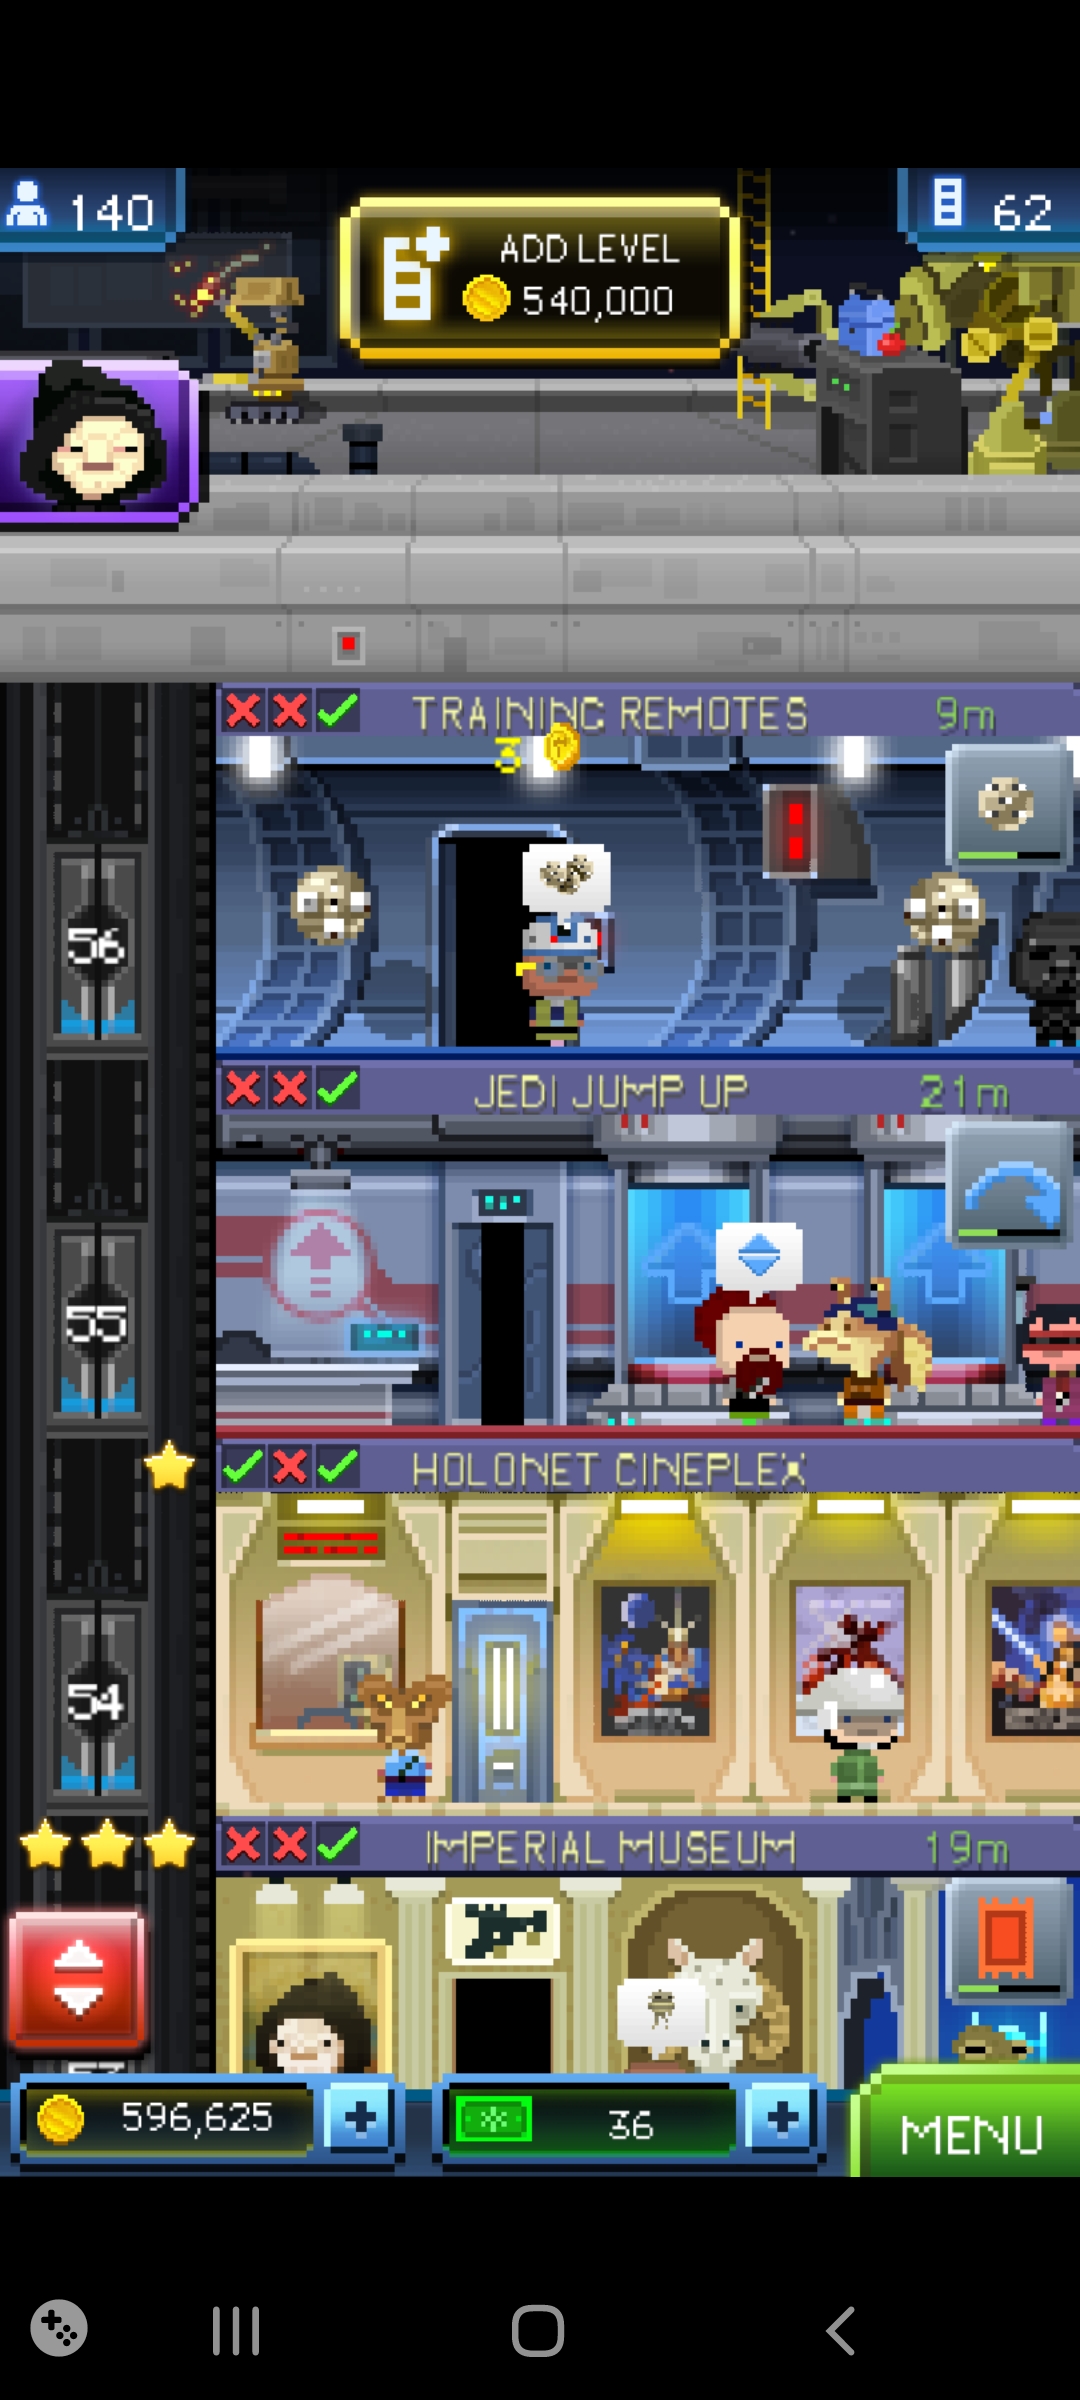 140
ADD LEVEL
540,000
62
TRAINING REMOTES
9m
3
56
JEDI JUMP UP
21m
55
HOLONET CINEPLEX
54
IMPERIAL MUSEUM
19m
596,625
36
MENU